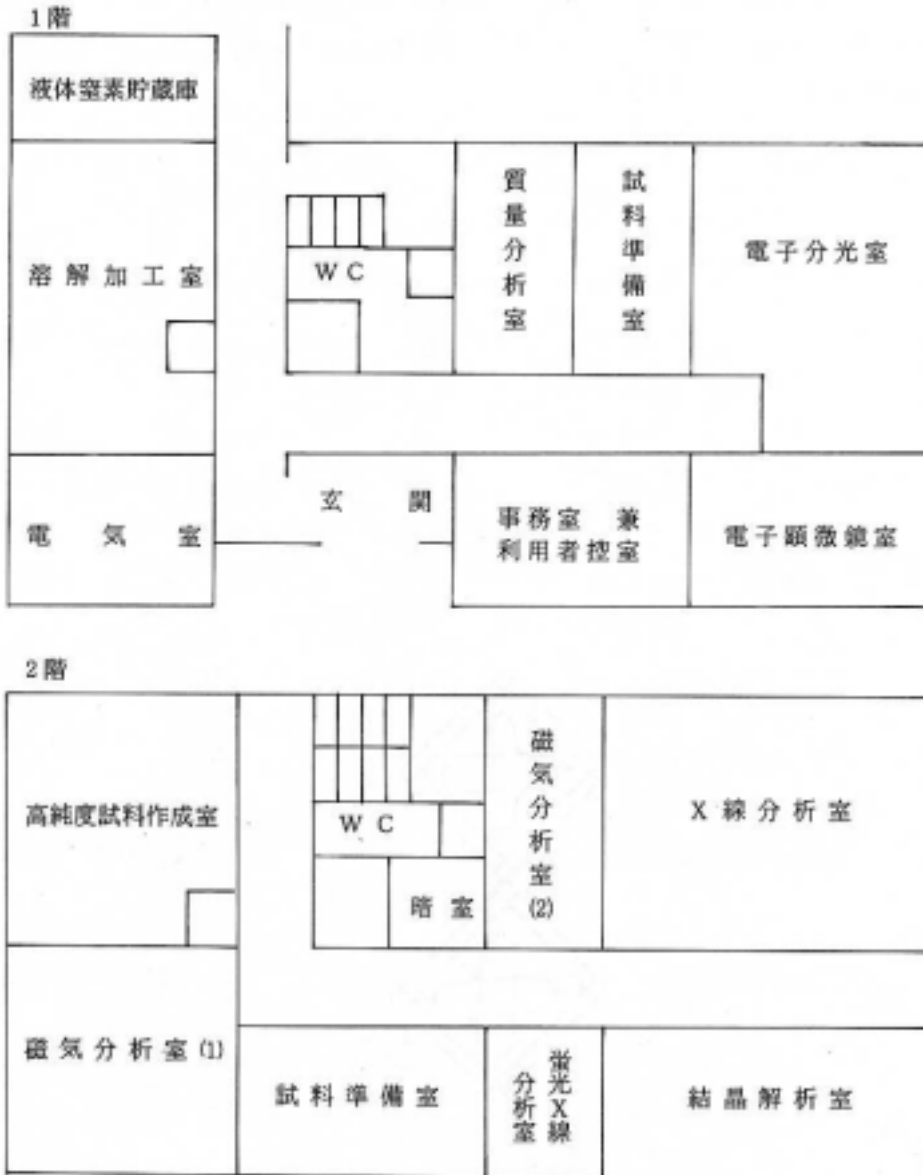 1階
液体窒素貯蔵庫
質量分析室
試料準備室
電子分光室
溶解加工室
WC
玄関
事務室 兼
利用者控室
電気室
電子顕微鏡室
2階
高純度試料作成室
WC
暗室
磁気分析室(2)
X線分析室
磁気分析室(1)
試料準備室
蛍光X線
分析室
結晶解析室